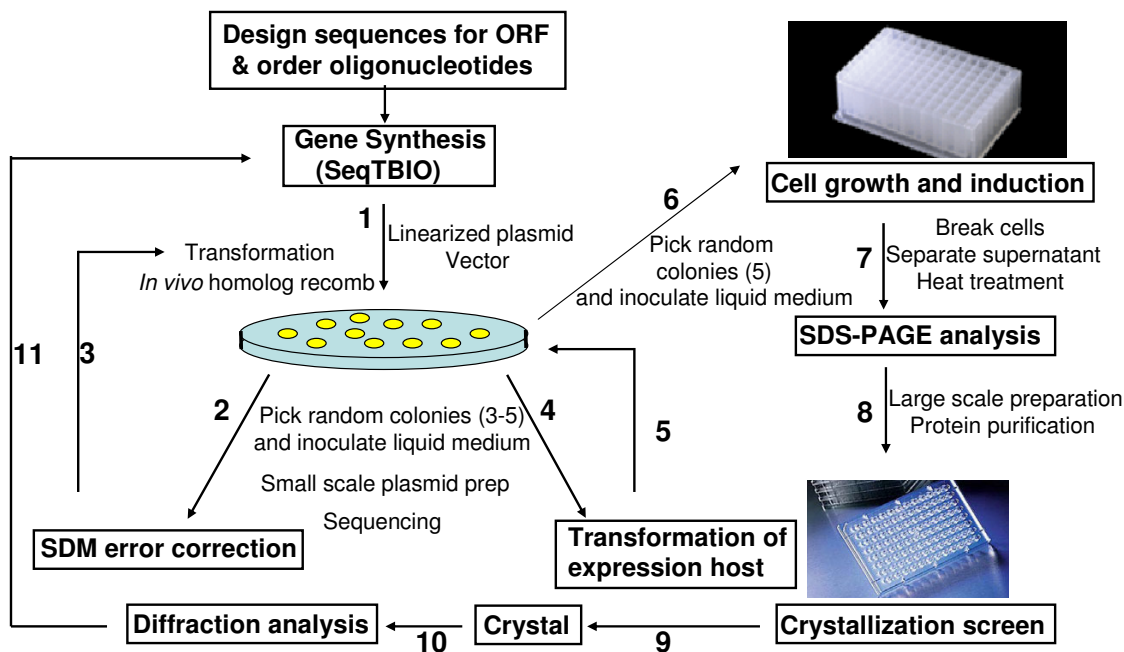 Design sequences for ORF
& order oligonucleotides
Gene Synthesis
(SeqTBIO)
1
Linearized plasmid
Vector
Transformation
In vivo homolog recomb
11
3
2
Pick random colonies (3-5)
and inoculate liquid medium
Small scale plasmid prep
Sequencing
4
5
SDM error correction
Transformation of
expression host
6
Pick random
colonies (5)
and inoculate liquid medium
Cell growth and induction
7
Break cells
Separate supernatant
Heat treatment
SDS-PAGE analysis
8
Large scale preparation
Protein purification
Crystallization screen
9
Crystal
10
Diffraction analysis